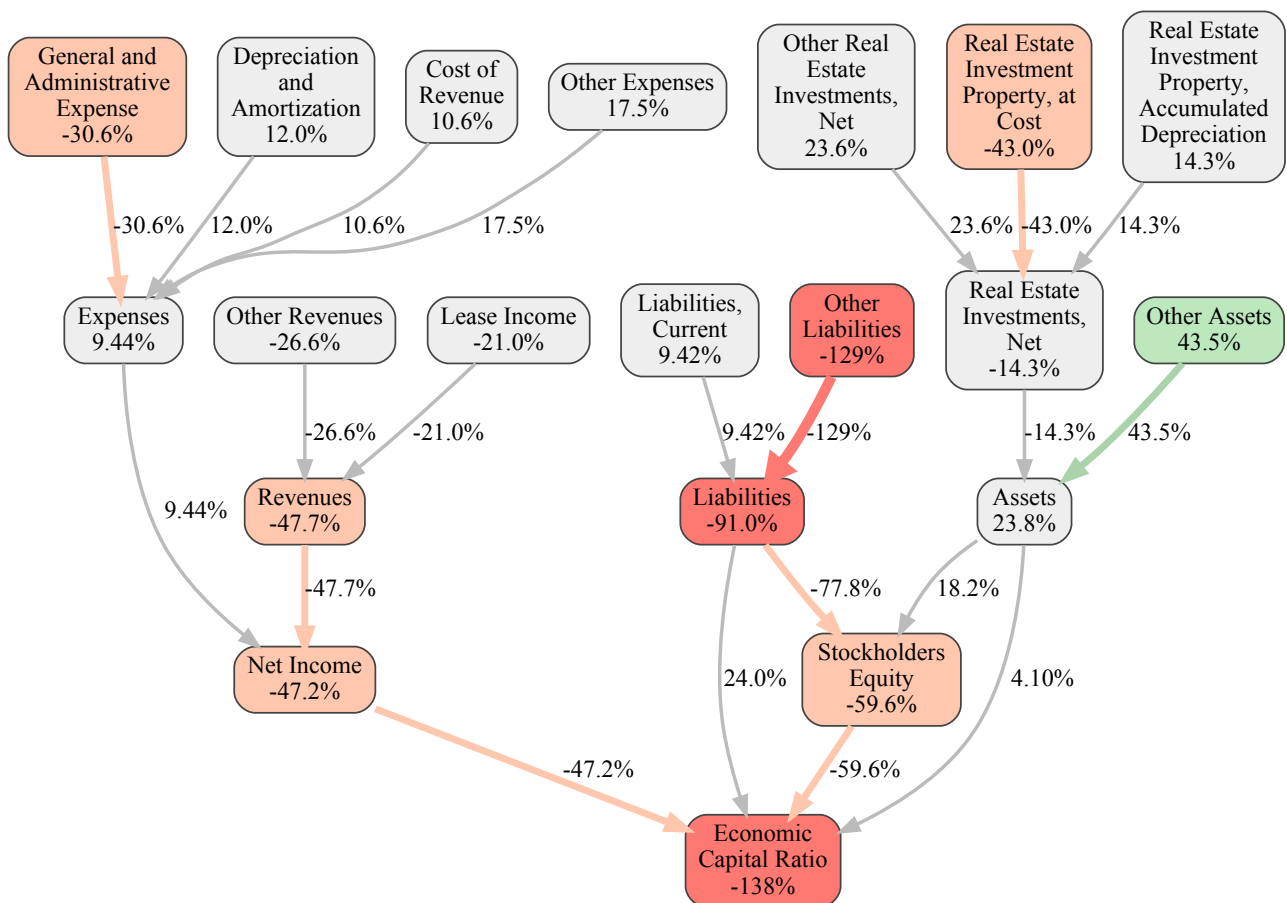 General and
Administrative
Expense
-30.6%
Depreciation
and
Amortization
12.0%
Cost of
Revenue
10.6%
Other Expenses
17.5%
Other Real
Estate
Investments,
Net
23.6%
Real Estate
Investment
Property, at
Cost
-43.0%
Real Estate
Investment
Property,
Accumulated
Depreciation
14.3%
-30.6%
12.0%
10.6%
17.5%
23.6%
-43.0%
14.3%
Expenses
9.44%
Other Revenues
-26.6%
Lease Income
-21.0%
Liabilities,
Current
9.42%
Other
Liabilities
-129%
Real Estate
Investments,
Net
-14.3%
Other Assets
43.5%
-26.6%
-21.0%
9.42%
-129%
-14.3%
43.5%
9.44%
Revenues
-47.7%
Liabilities
-91.0%
Assets
23.8%
-47.7%
-77.8%
18.2%
Net Income
-47.2%
24.0%
Stockholders
Equity
-59.6%
4.10%
-47.2%
-59.6%
Economic
Capital Ratio
-138%